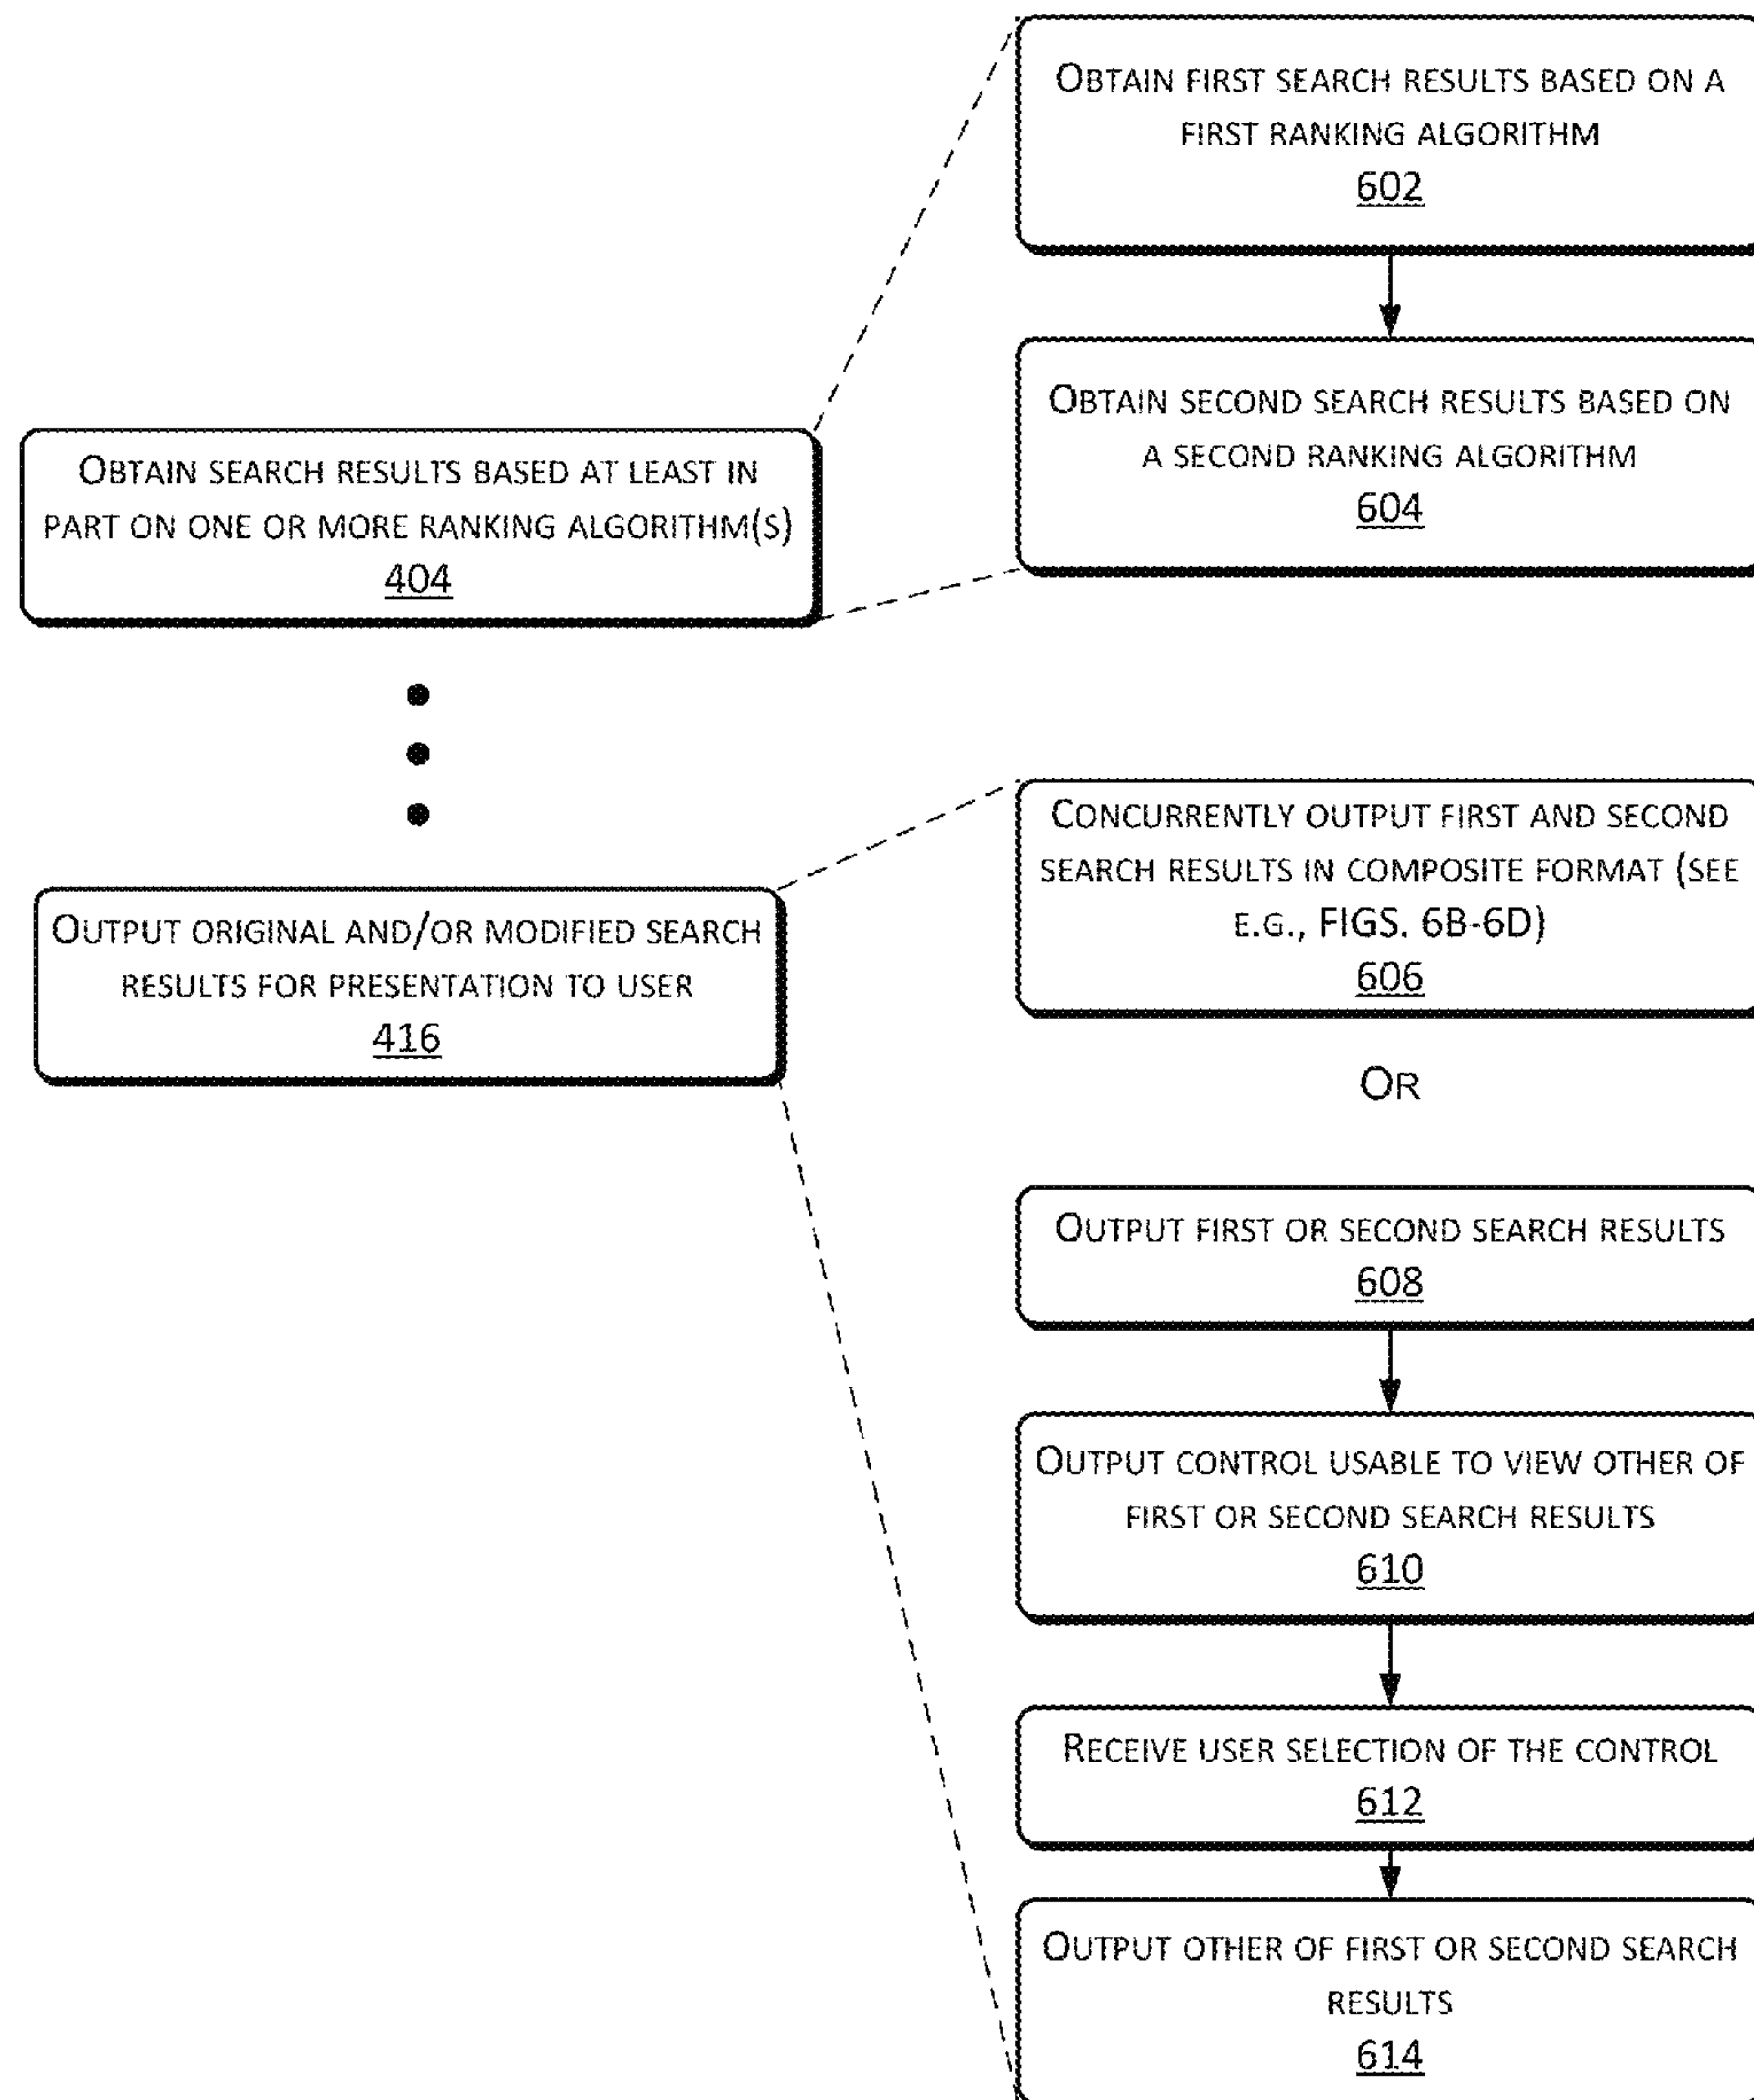 OBTAIN FIRST SEARCH RESULTS BASED ON A
FIRST RANKING ALGORITHM
602
OBTAIN SECOND SEARCH RESULTS BASED ON
A SECOND RANKING ALGORITHM
604
OBTAIN SEARCH RESULTS BASED AT LEAST IN
PART ON ONE OR MORE RANKING ALGORITHM(S)
404
CONCURRENTLY OUTPUT FIRST AND SECOND
SEARCH RESULTS IN COMPOSITE FORMAT (SEE
E.G., FIGS. 6B-6D)
606
OUTPUT ORIGINAL AND/OR MODIFIED SEARCH
RESULTS FOR PRESENTATION TO USER
416
OR
OUTPUT FIRST OR SECOND SEARCH RESULTS
608
OUTPUT CONTROL USABLE TO VIEW OTHER OF
FIRST OR SECOND SEARCH RESULTS
610
RECEIVE USER SELECTION OF THE CONTROL
612
OUTPUT OTHER OF FIRST OR SECOND SEARCH
RESULTS
614